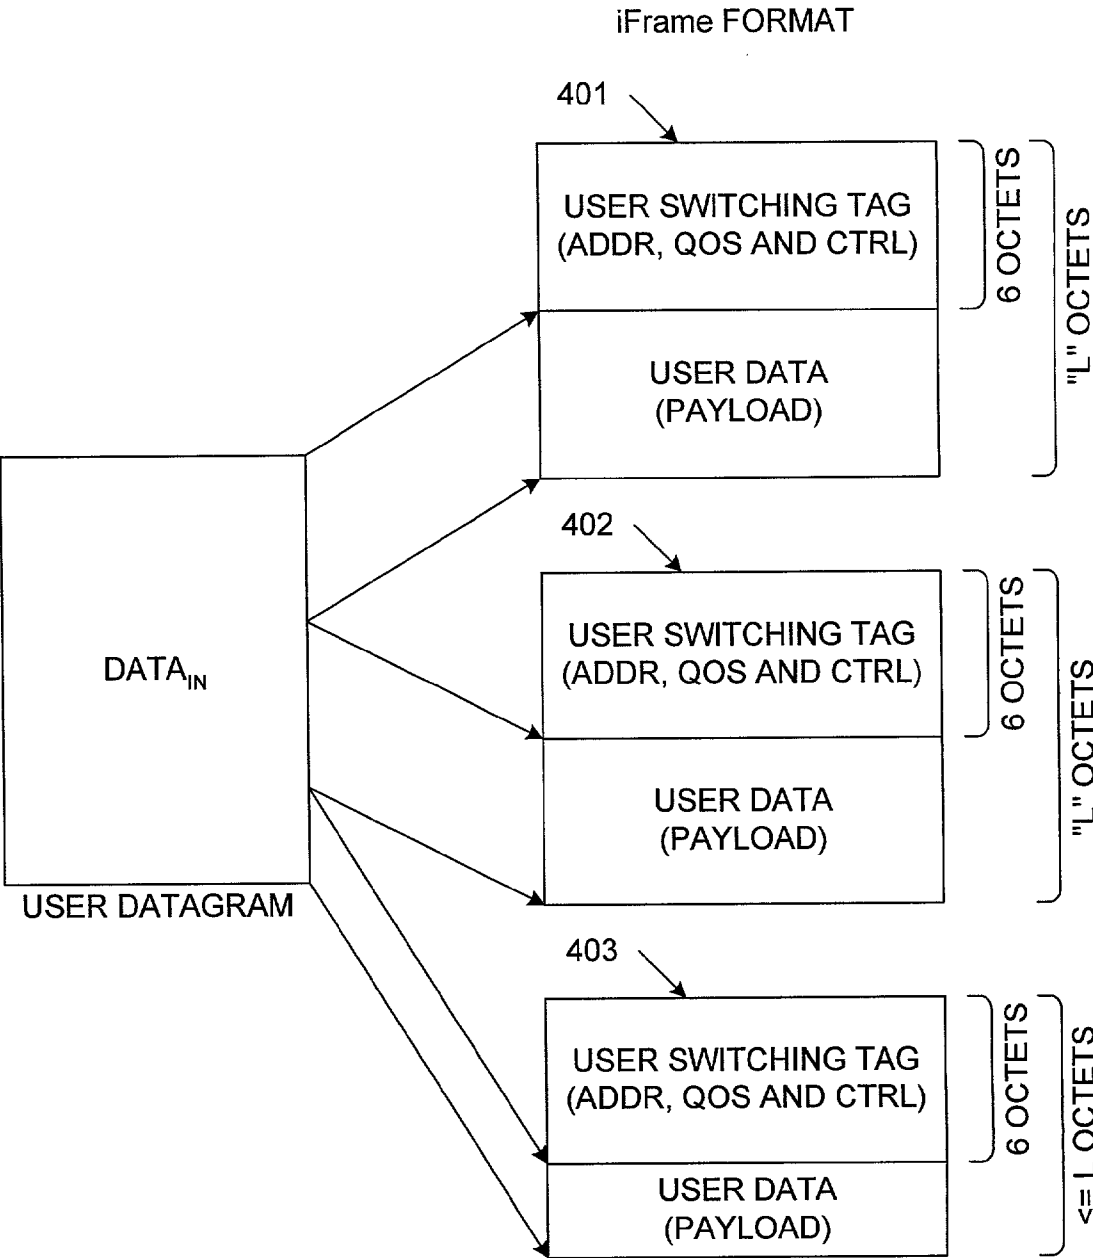 iFrame FORMAT
401
USER SWITCHING TAG
(ADDR, QOS AND CTRL)
6 OCTETS
"L" OCTETS
USER DATA
(PAYLOAD)
402
USER SWITCHING TAG
(ADDR, QOS AND CTRL)
6 OCTETS
"L" OCTETS
DATAIN
USER DATA
(PAYLOAD)
USER DATAGRAM
403
USER SWITCHING TAG
(ADDR, QOS AND CTRL)
6 OCTETS
<= L OCTETS
USER DATA
(PAYLOAD)